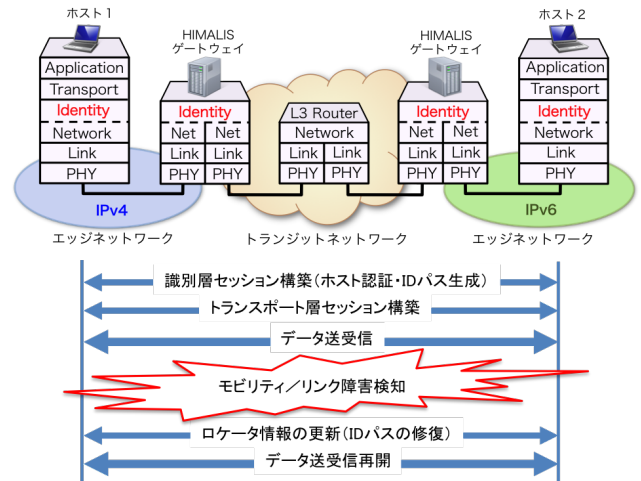 ホスト1
HIMALIS
ゲートウェイ
HIMALIS
ゲートウェイ
ホスト2
Application
Transport
Identity
Network
Link
PHY
Identity
Net Net
Link Link
PHY PHY
L3 Router
Network
Link Link
PHY PHY
Identity
Net Net
Link Link
PHY PHY
Application
Transport
Identity
Network
Link
PHY
IPv4
IPv6
エッジネットワーク
トランジットネットワーク
エッジネットワーク
識別層セッション構築(ホスト認証・IDパス生成)
トランスポート層セッション構築
データ送受信
モビリティ/リンク障害検知
ロケータ情報の更新(IDパスの修復)
データ送受信再開